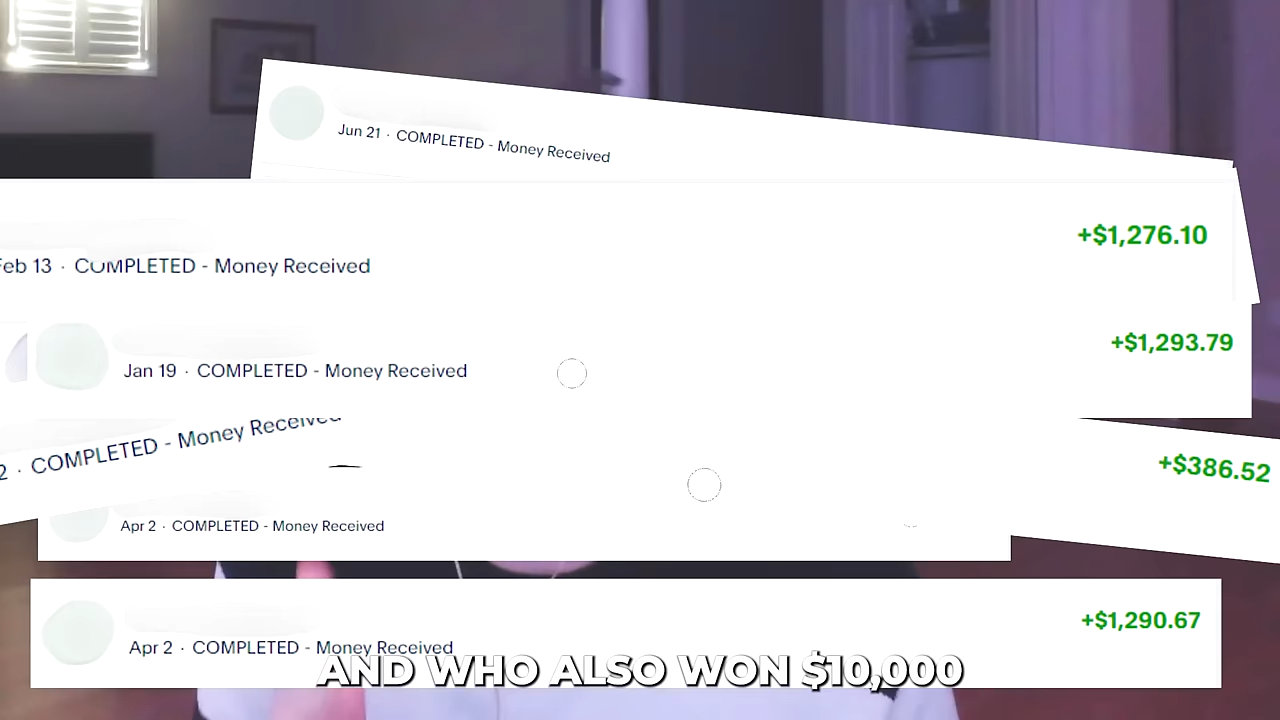 Jun 21 · COMPLETED - Money Received
+$1,276.10
Feb 13 · COMPLETED - Money Received
+$1,293.79
Jan 19 · COMPLETED - Money Received
2 · COMPLETED - Money Received
+$386.52
Apr 2 · COMPLETED - Money Received
+$1,290.67
Apr 2 · COMPLETED - Money Received
AND WHO ALSO WON $10,000